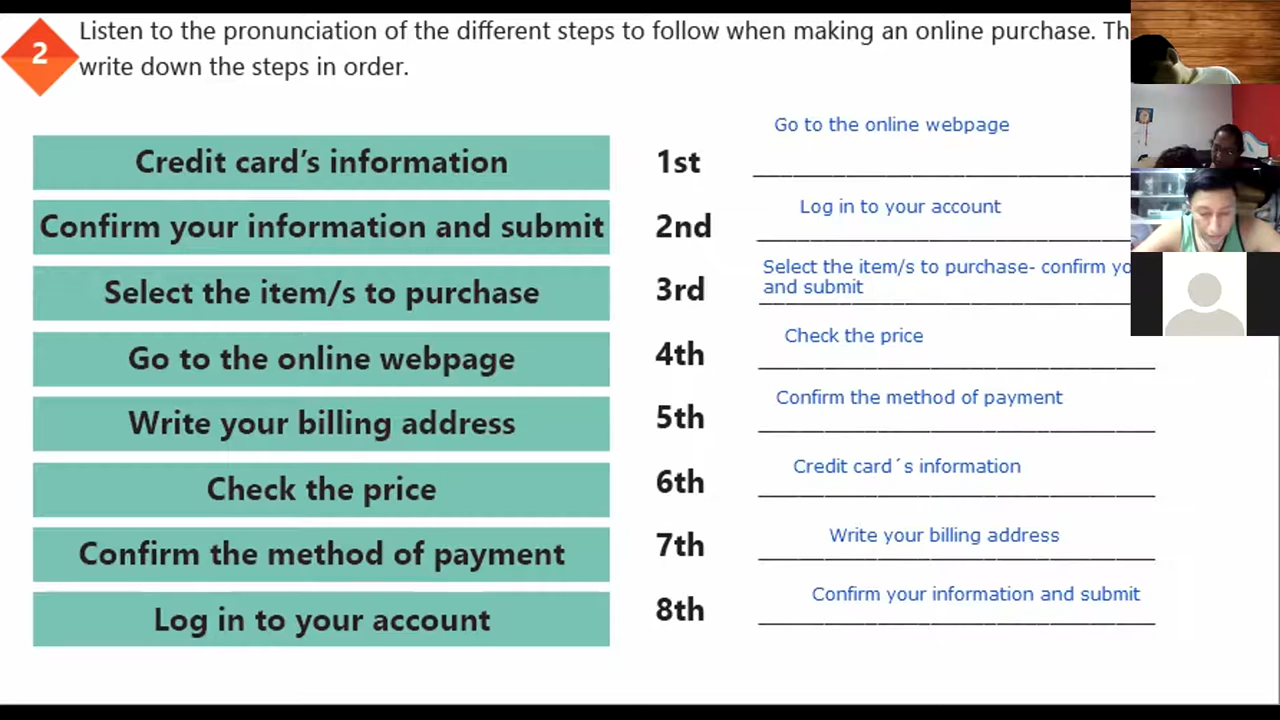 2
Listen to the pronunciation of the different steps to follow when making an online purchase.
write down the steps in order.
Credit card’s information
Confirm your information and submit
Select the item/s to purchase
Go to the online webpage
Write your billing address
Check the price
Confirm the method of payment
Log in to your account
1st
Go to the online webpage
2nd
Log in to your account
3rd
Select the item/s to purchase- confirm
and submit
4th
Check the price
5th
Confirm the method of payment
6th
Credit card´s information
7th
Write your billing address
8th
Confirm your information and submit